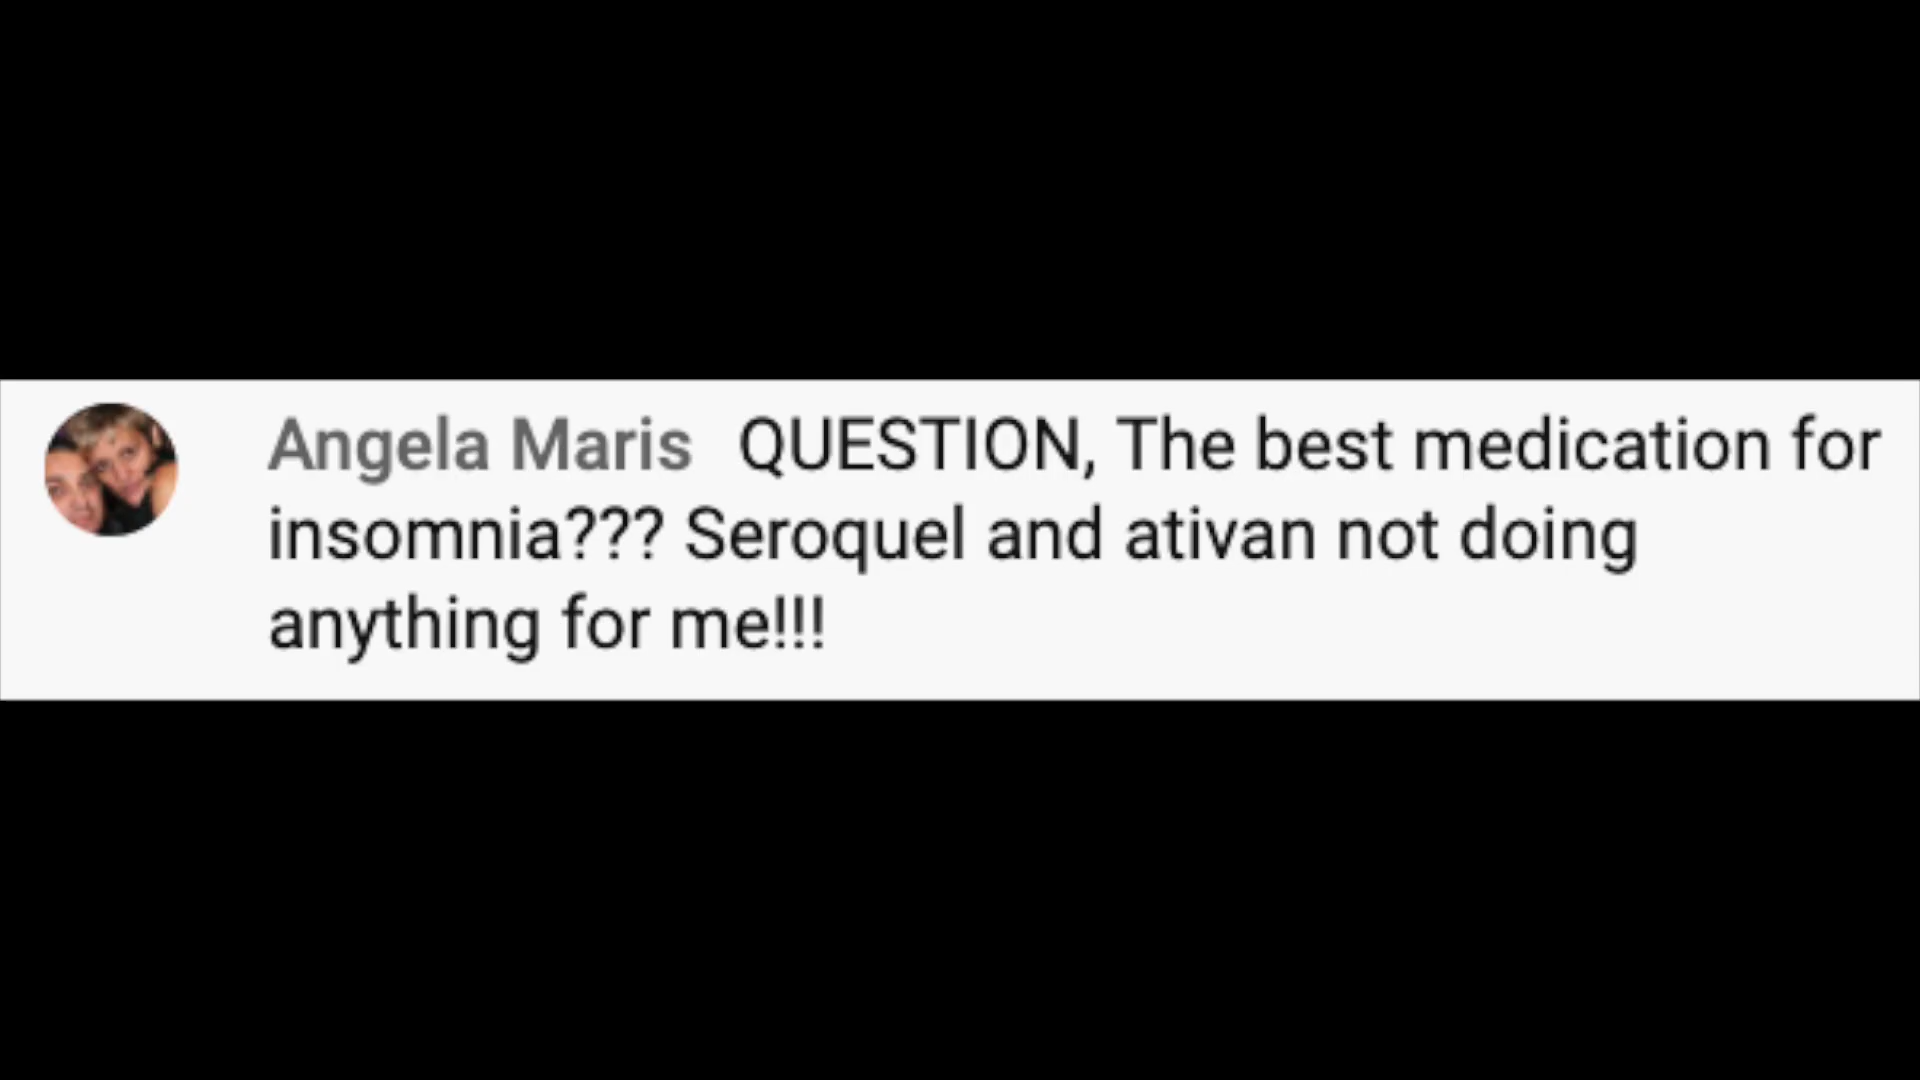 Angela Maris QUESTION, The best medication for
insomnia??? Seroquel and ativan not doing
anything for me!!!